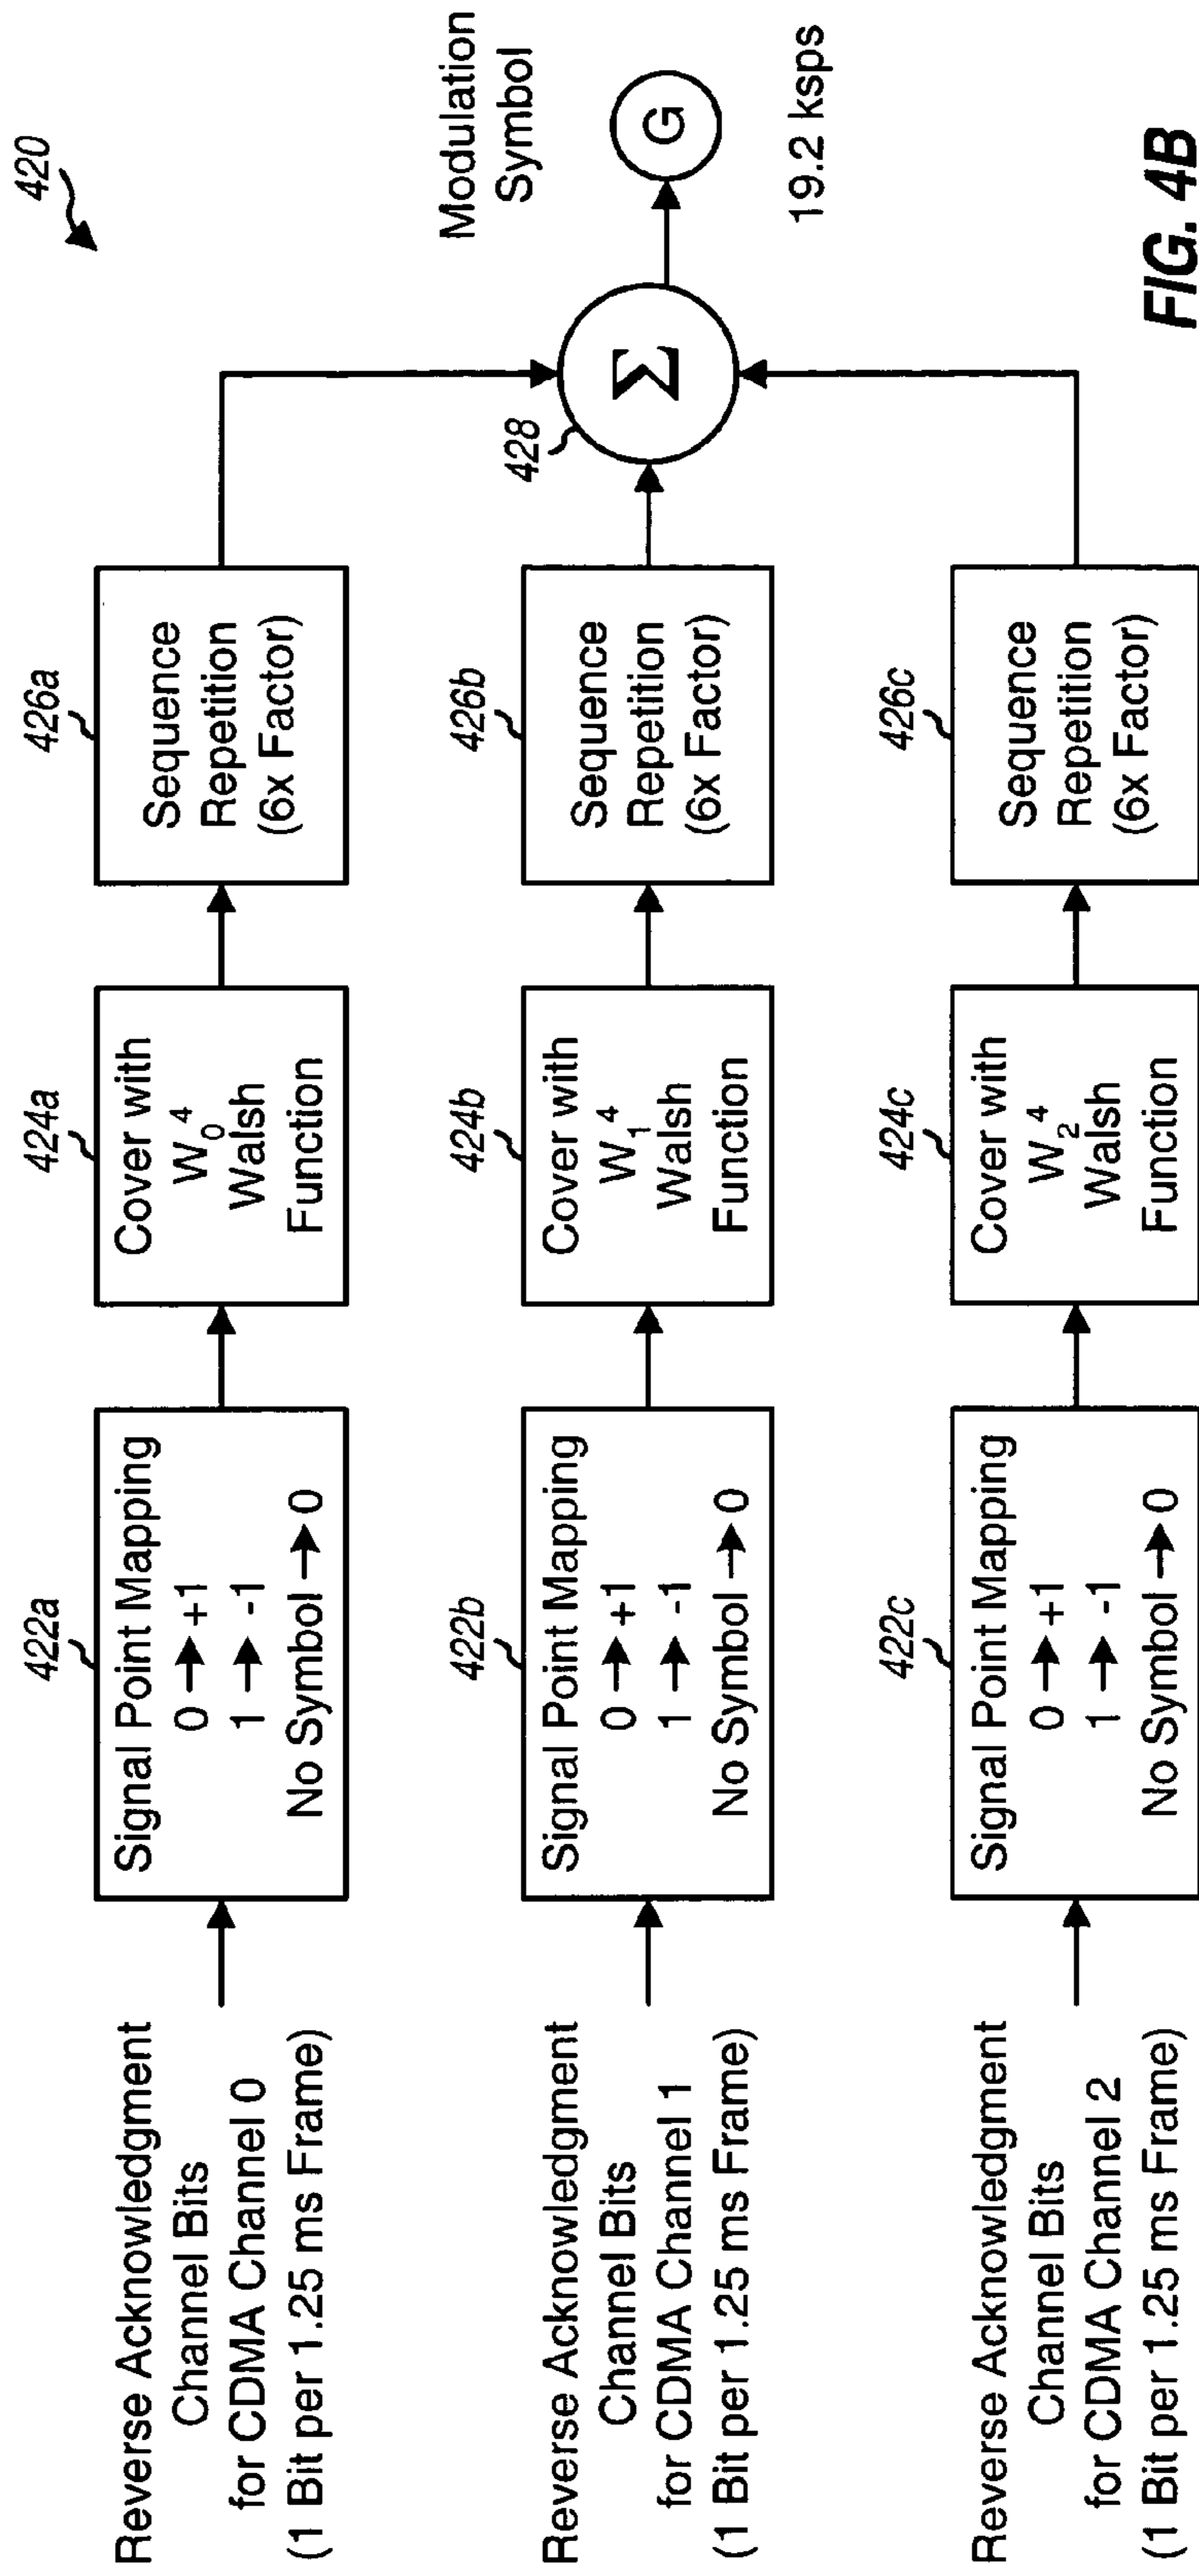 420
Reverse Acknowledgment
Channel Bits
for CDMA Channel 0
(1 Bit per 1.25 ms Frame)
422a
Signal Point Mapping
0 → +1
1 → -1
No Symbol → 0
424a
Cover with
W₀⁴
Walsh
Function
426a
Sequence
Repetition
(6x Factor)
Reverse Acknowledgment
Channel Bits
for CDMA Channel 1
(1 Bit per 1.25 ms Frame)
422b
Signal Point Mapping
0 → +1
1 → -1
No Symbol → 0
424b
Cover with
W₁⁴
Walsh
Function
426b
Sequence
Repetition
(6x Factor)
428
Σ
Modulation
Symbol
G
19.2 ksps
Reverse Acknowledgment
Channel Bits
for CDMA Channel 2
(1 Bit per 1.25 ms Frame)
422c
Signal Point Mapping
0 → +1
1 → -1
No Symbol → 0
424c
Cover with
W₂⁴
Walsh
Function
426c
Sequence
Repetition
(6x Factor)
FIG. 4B